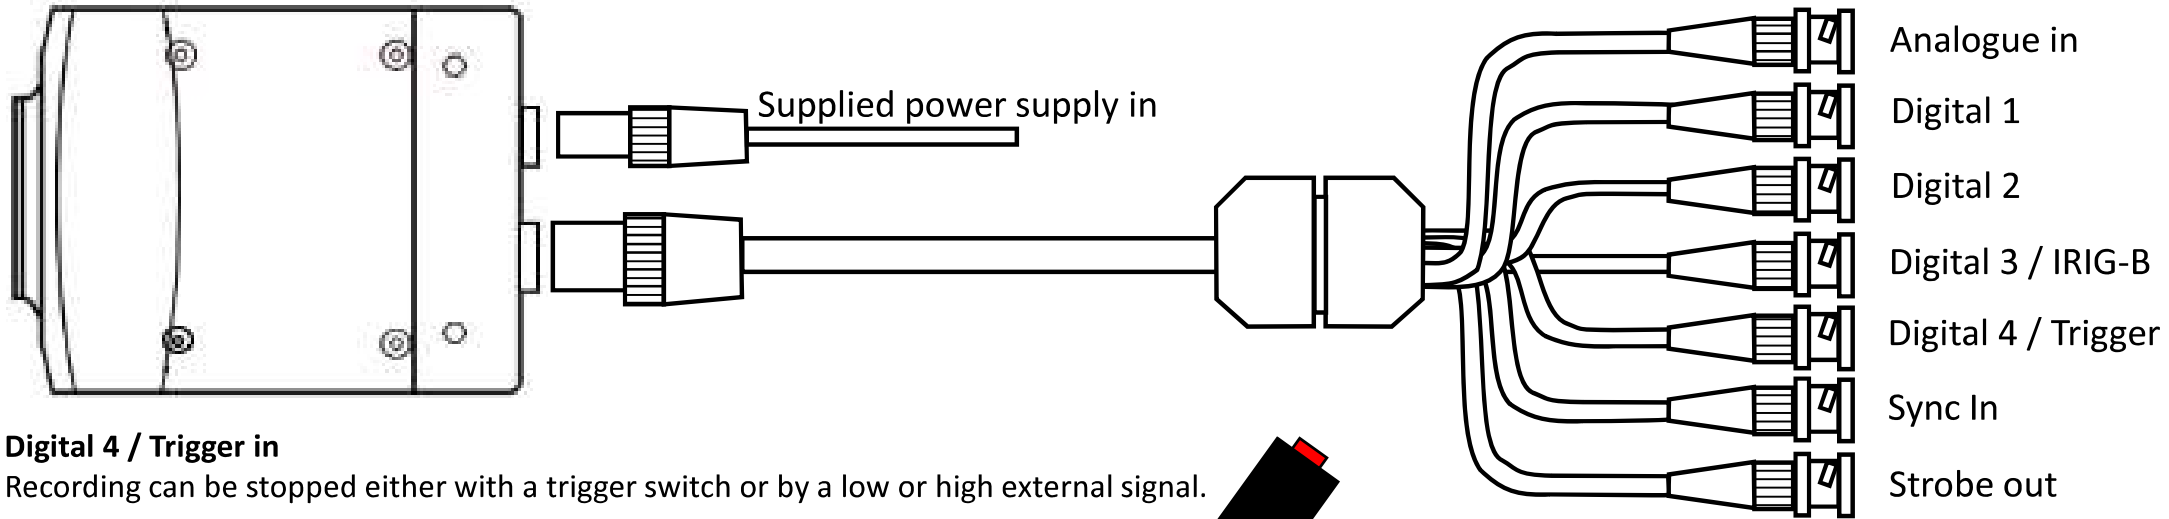 Supplied power supply in
Analogue in
Digital 1
Digital 2
Digital 3 / IRIG-B
Digital 4 / Trigger
Sync In
Strobe out
Digital 4 / Trigger in
Recording can be stopped either with a trigger switch or by a low or high external signal.